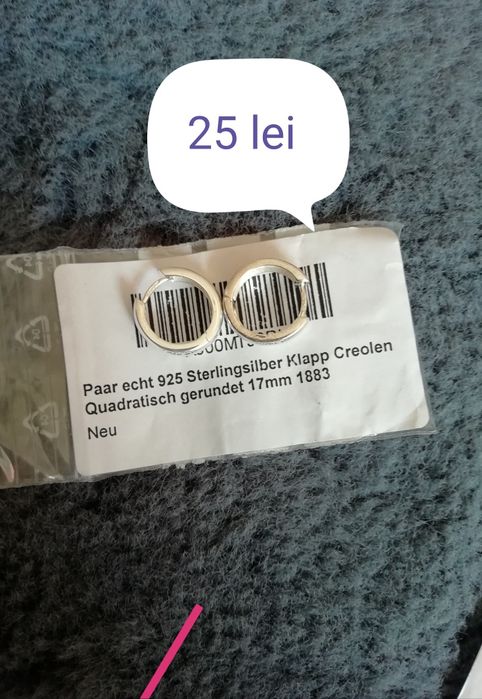 25 lei
Paar echt 925 Sterlingsilber Klapp Creolen
Quadratisch gerundet 17mm 1883
Neu